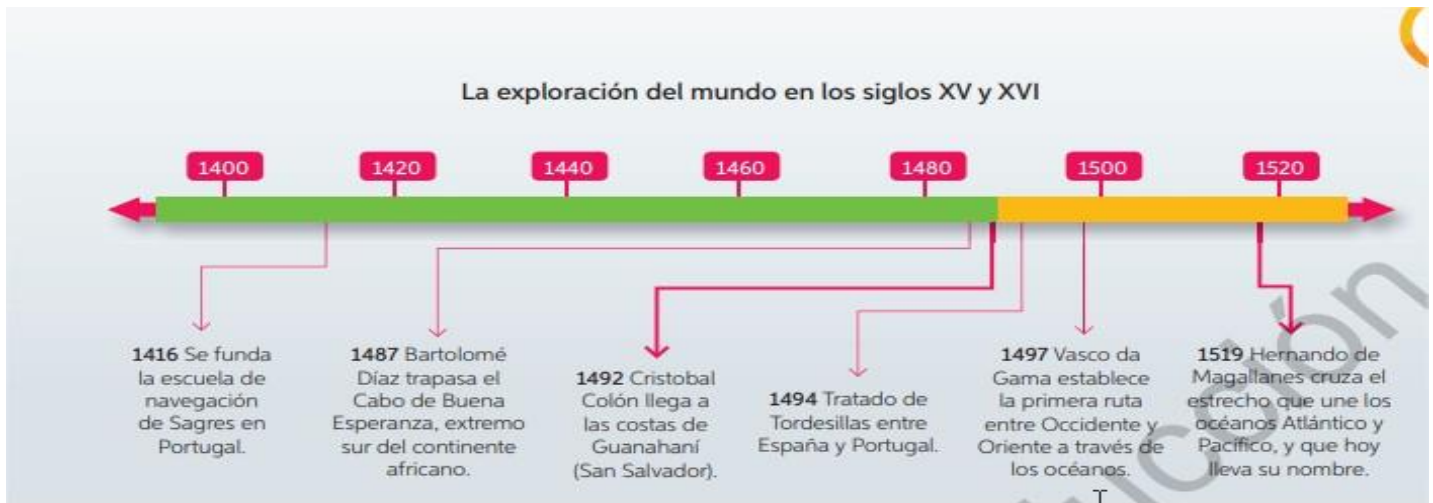 La exploración del mundo en los siglos XV y XVI
1400
1420
1440
1460
1480
1500
1520
1416 Se funda
la escuela de
navegación
de Sagres en
Portugal.
1487 Bartolomé
Díaz trapasa el
Cabo de Buena
Esperanza, extremo
sur del continente
africano.
1492 Cristobal
Colón llega a
las costas de
Guanahaní
(San Salvador).
1494 Tratado de
Tordesillas entre
España y Portugal.
1497 Vasco da
Gama establece
la primera ruta
entre Occidente y
Oriente a través de
los océanos.
1519 Hernando de
Magallanes cruza el
estrecho que une los
océanos Atlántico y
Pacífico, y que hoy
lleva su nombre.